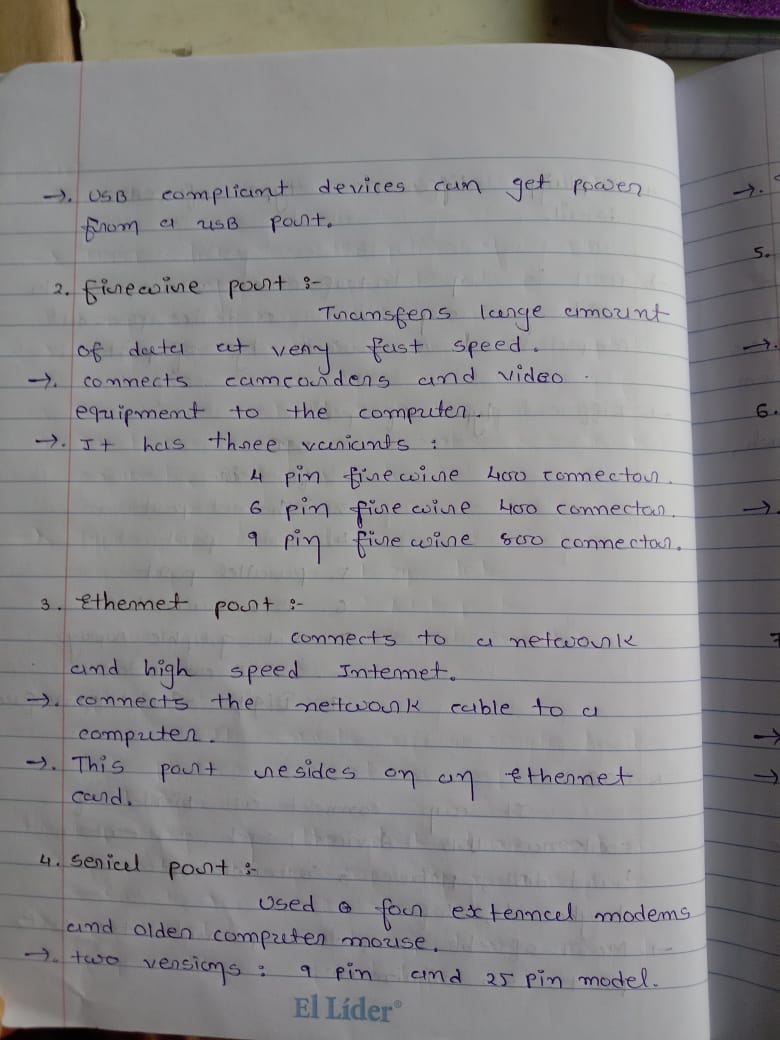 →. USB compliant devices can get power
from a USB port.
2. firewire port :-
Transfers large amount
of data at very fast speed.
→. connects camcorders and video
equipment to the computer.
→. It has three variants :
4 pin firewire 400 connector.
6 pin firewire 400 connector.
9 pin firewire 800 connector.
3. Ethernet port :-
connects to a network
and high speed Internet.
→. connects the network cable to a
computer.
→. This port resides on an ethernet
card.
4. serial port :-
Used for external modems
and older computer mouse.
→. two versions : 9 pin and 25 pin model.
El Líder®
→.
5.
→.
6.
→.
7
→
→